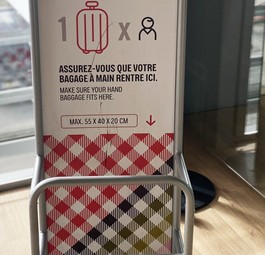 1 x
ASSUREZ-VOUS QUE VOTRE
BAGAGE À MAIN RENTRE ICI.
MAKE SURE YOUR HAND
BAGGAGE FITS HERE.
MAX. 55 X 40 X 20 CM